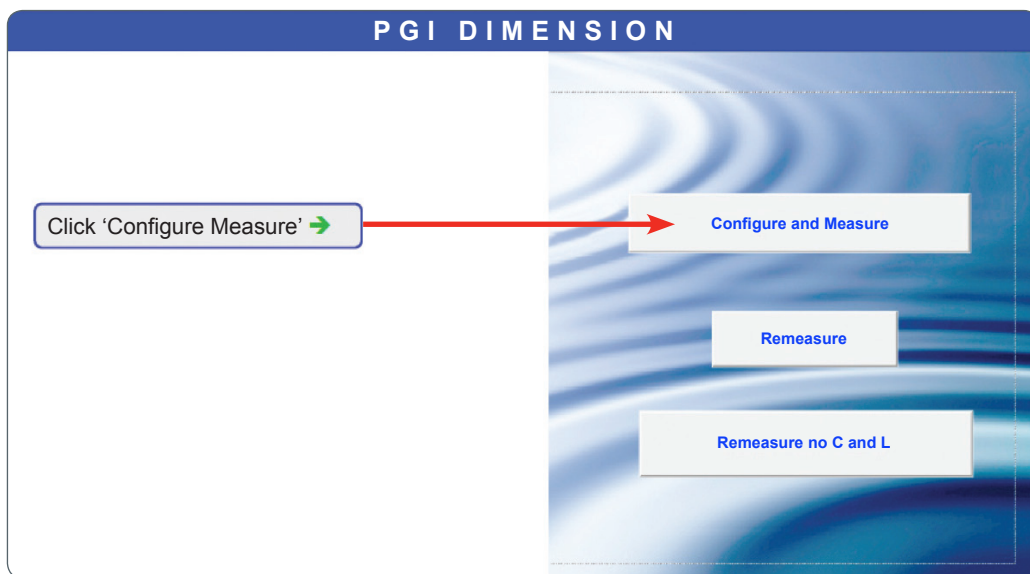 PGI DIMENSION
Click ‘Configure Measure’ ➔
Configure and Measure
Remeasure
Remeasure no C and L